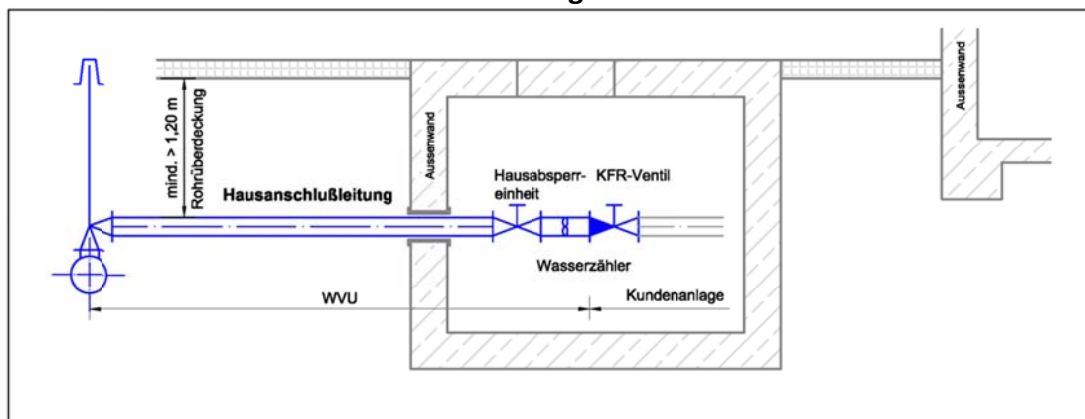 g
mind. > 1,20 m
Rohrüberdeckung
Hausanschlußleitung
Aussenwand
Hausabsperr-
einheit
KFR-Ventil
Wasserzähler
WVU
Kundenanlage
Aussenwand